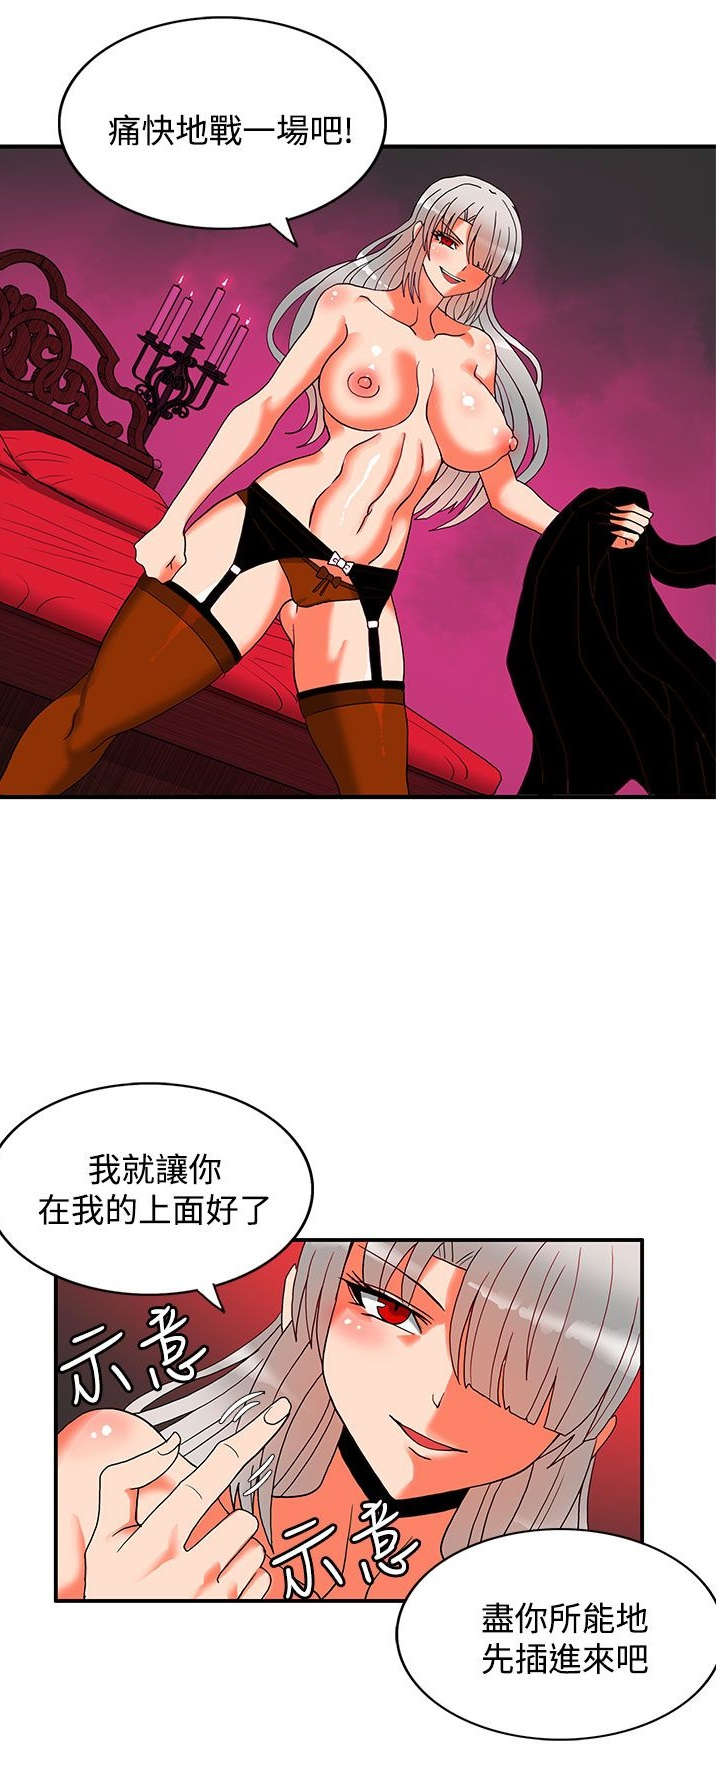 痛快地戰一場吧!
我就讓你
在我的上面好了
示意
示意
盡你所能地
先插進來吧